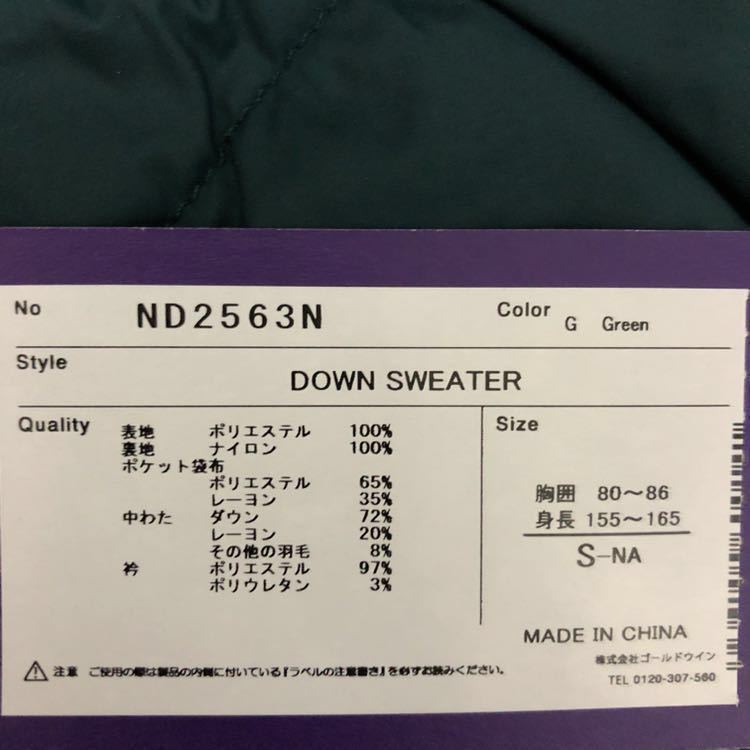 No ND2563N Color G Green
Style
DOWN SWEATER
Quality
表地 ポリエステル 100%
裏地 ナイロン 100%
ポケット袋布
ポリエステル 65%
レーヨン 35%
中わた ダウン 72%
レーヨン 20%
その他の羽毛 8%
衿 ポリエステル 97%
ポリウレタン 3%
Size
胸囲 80～86
身長 155～165
S-NA
MADE IN CHINA
株式会社ゴールドウイン
TEL 0120-307-560
注意 ご使用の際は製品の内側に付いている『ラベルの注意書き』を必ずお読みください。